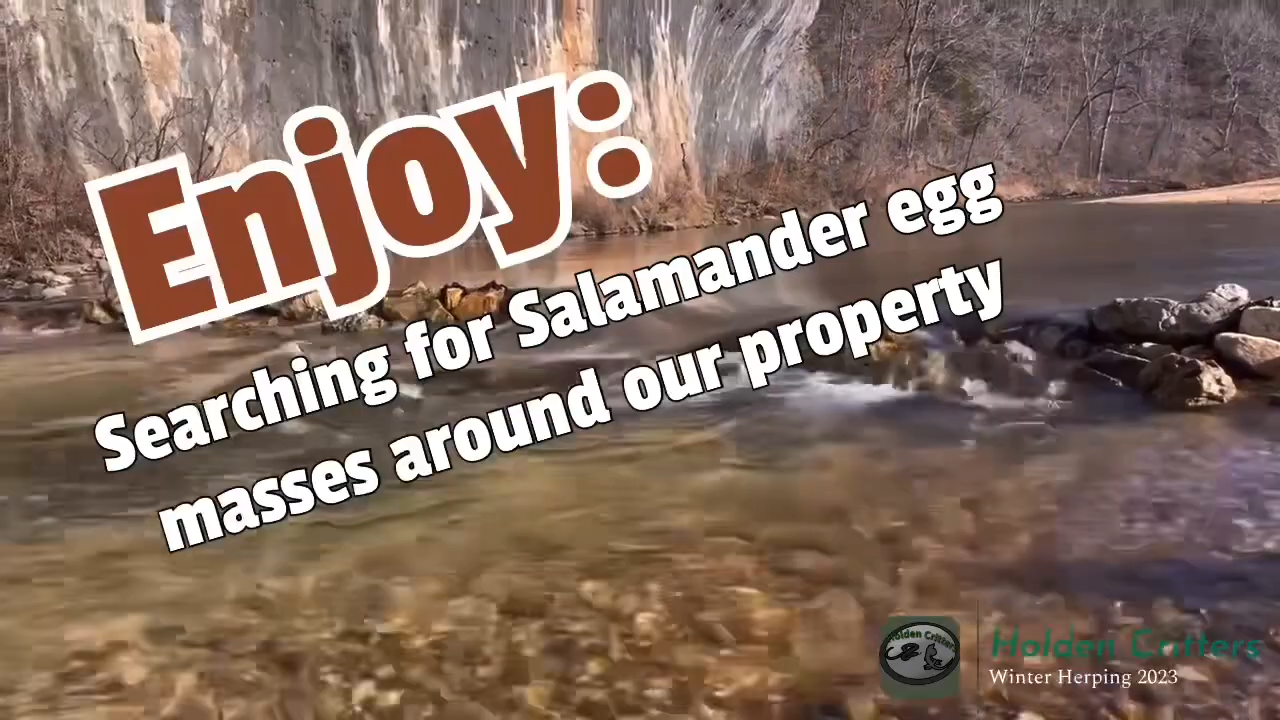 Enjoy:
Searching for Salamander egg
masses around our property
Holden Critters
Holden Critters
Winter Herping 2023